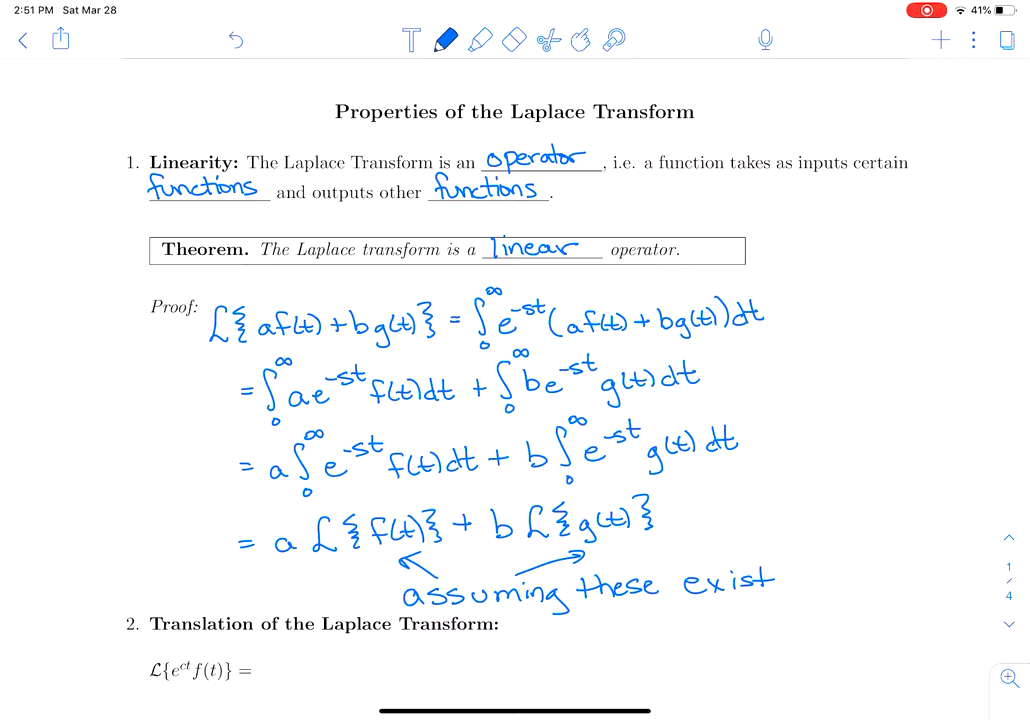 2:51 PM Sat Mar 28
41%
T
Properties of the Laplace Transform
1. Linearity: The Laplace Transform is an operator, i.e. a function takes as inputs certain
functions and outputs other functions.
Theorem. The Laplace transform is a linear operator.
Proof: ℒ{af(t) + bg(t)} = ∫₀^∞ e^{-st}(af(t) + bg(t))dt
= ∫₀^∞ ae^{-st} f(t)dt + ∫₀^∞ be^{-st} g(t)dt
= a∫₀^∞ e^{-st} f(t)dt + b∫₀^∞ e^{-st} g(t)dt
= aℒ{f(t)} + bℒ{g(t)}
assuming these exist
1
/
4
2. Translation of the Laplace Transform:
ℒ{e^{ct} f(t)} =